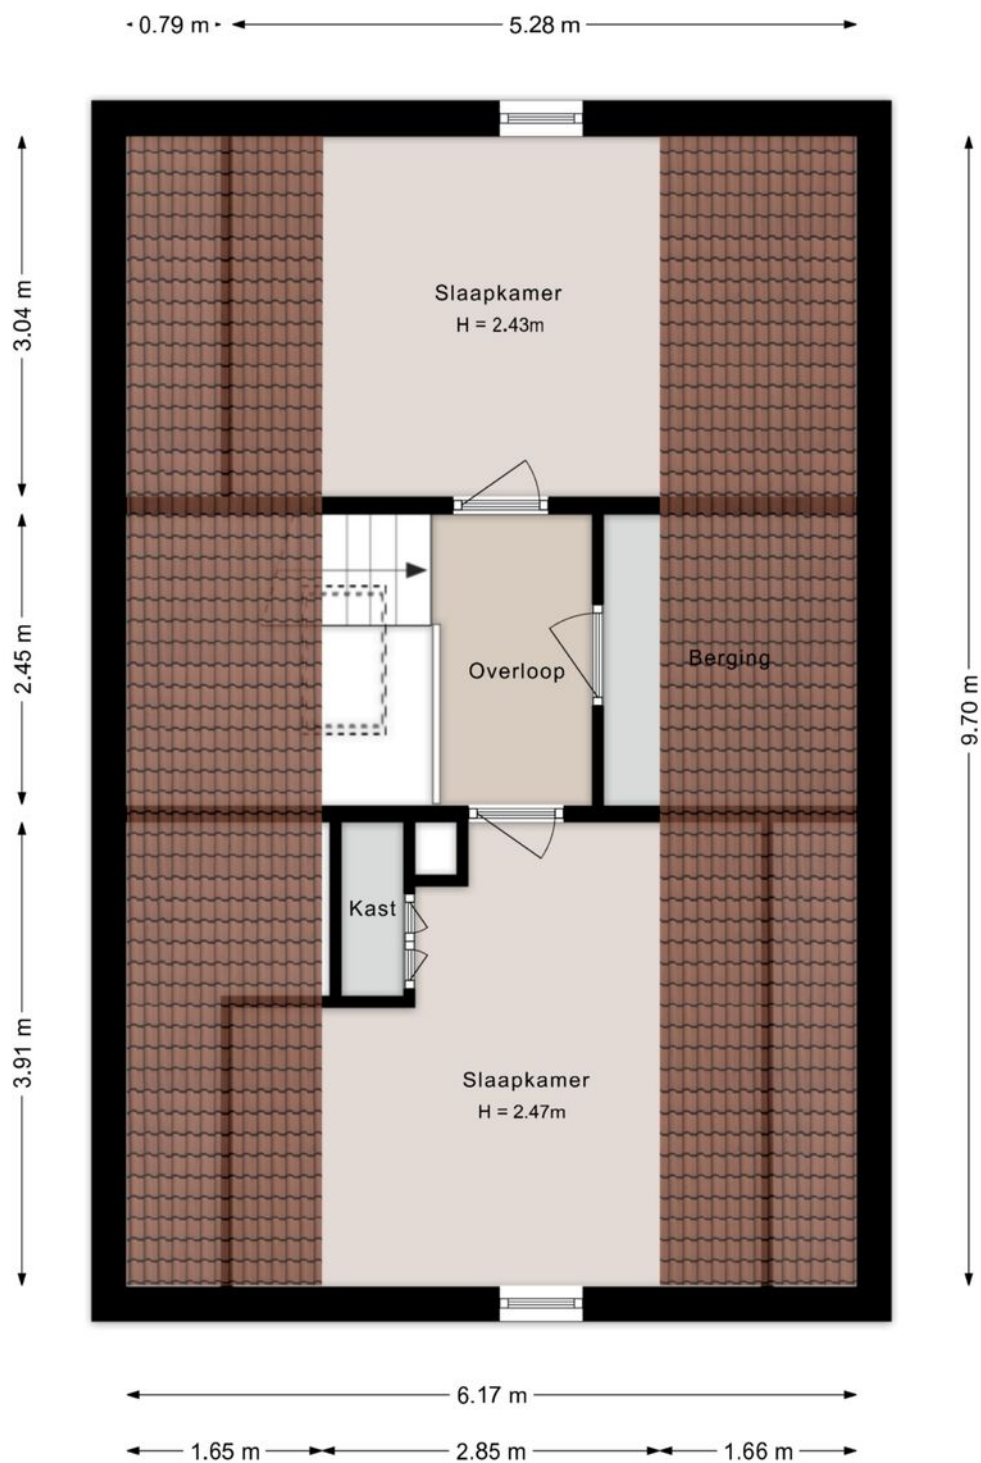 0.79 m
5.28 m
3.04 m
Slaapkamer
H = 2.43m
2.45 m
Overloop
Berging
9.70 m
Kast
3.91 m
Slaapkamer
H = 2.47m
6.17 m
1.65 m
2.85 m
1.66 m